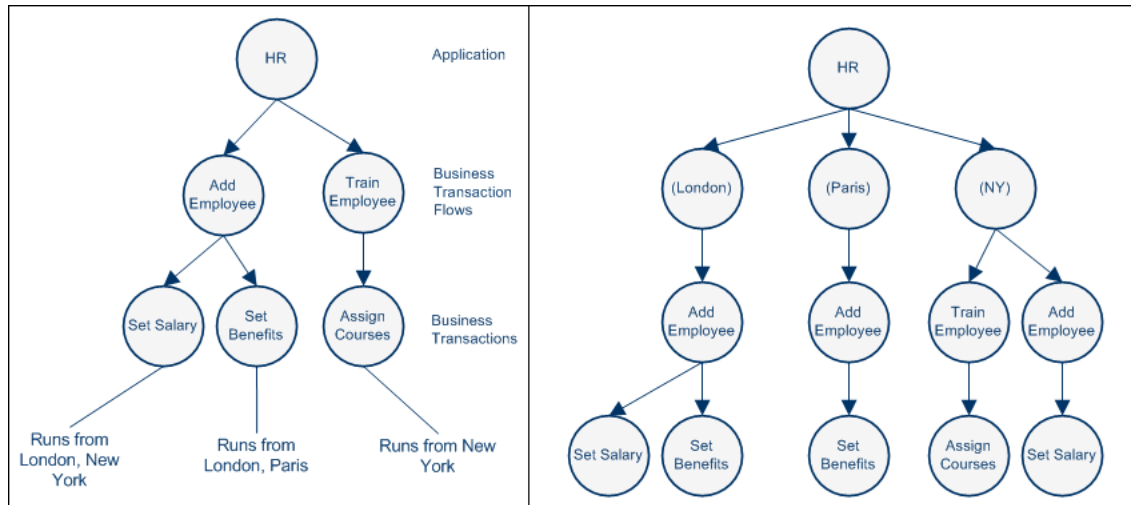 HR
Application
Add
Employee
Train
Employee
Business
Transaction
Flows
Set Salary
Set
Benefits
Assign
Courses
Business
Transactions
Runs from
London, New
York
Runs from
London, Paris
Runs from New
York
HR
(London)
(Paris)
(NY)
Add
Employee
Add
Employee
Train
Employee
Add
Employee
Set Salary
Set
Benefits
Set
Benefits
Assign
Courses
Set Salary